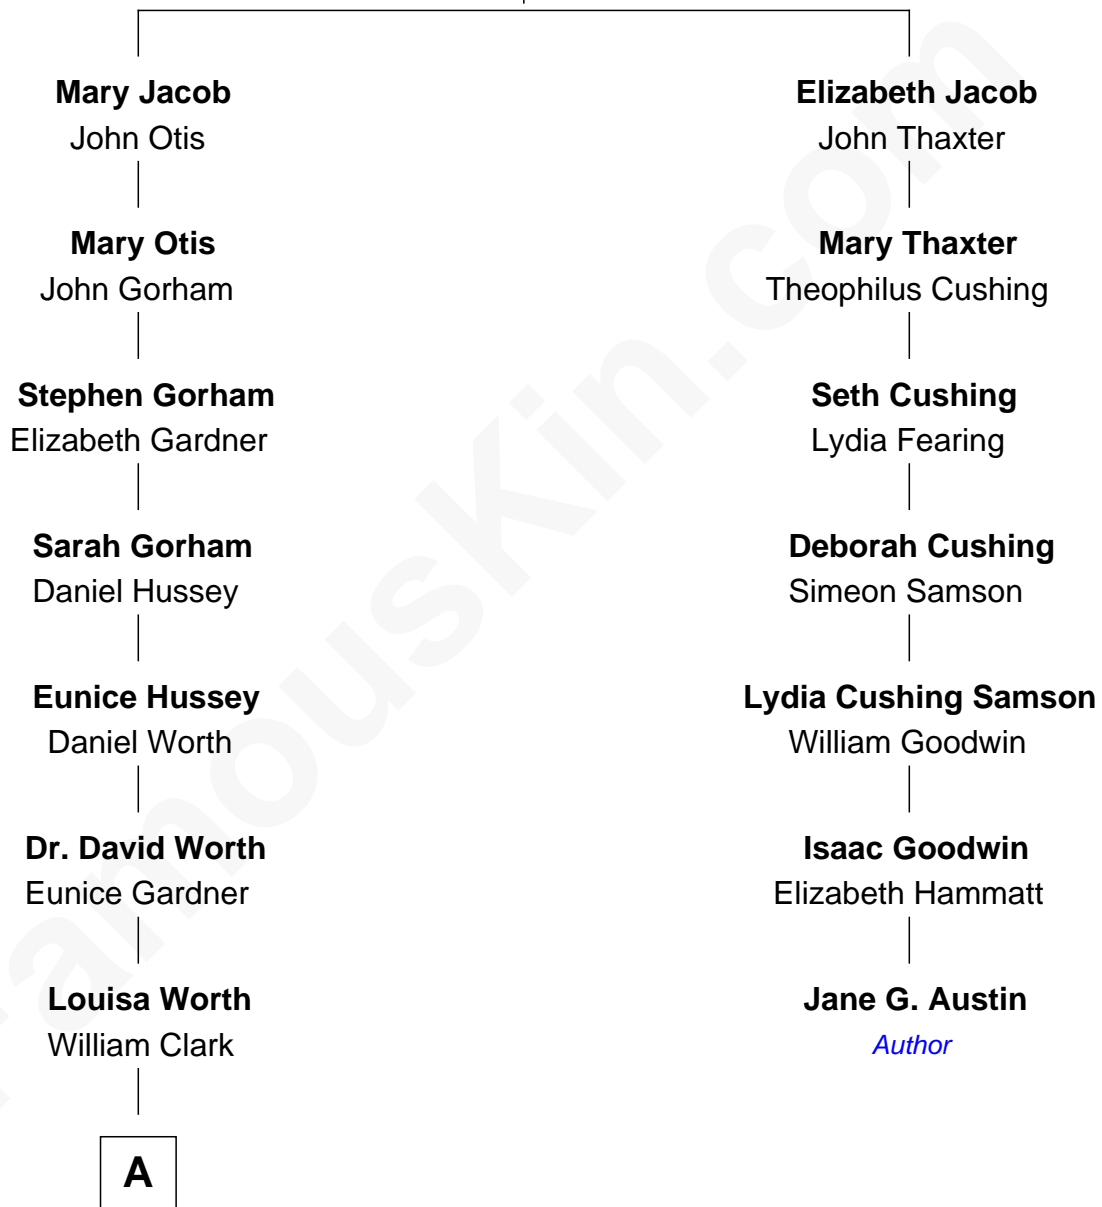 Mary Jacob
John Otis
Elizabeth Jacob
John Thaxter
Mary Otis
John Gorham
Mary Thaxter
Theophilus Cushing
Stephen Gorham
Elizabeth Gardner
Seth Cushing
Lydia Fearing
Sarah Gorham
Daniel Hussey
Deborah Cushing
Simeon Samson
Eunice Hussey
Daniel Worth
Lydia Cushing Samson
William Goodwin
Dr. David Worth
Eunice Gardner
Isaac Goodwin
Elizabeth Hammatt
Louisa Worth
William Clark
Jane G. Austin
Author
A
FamousKin.com